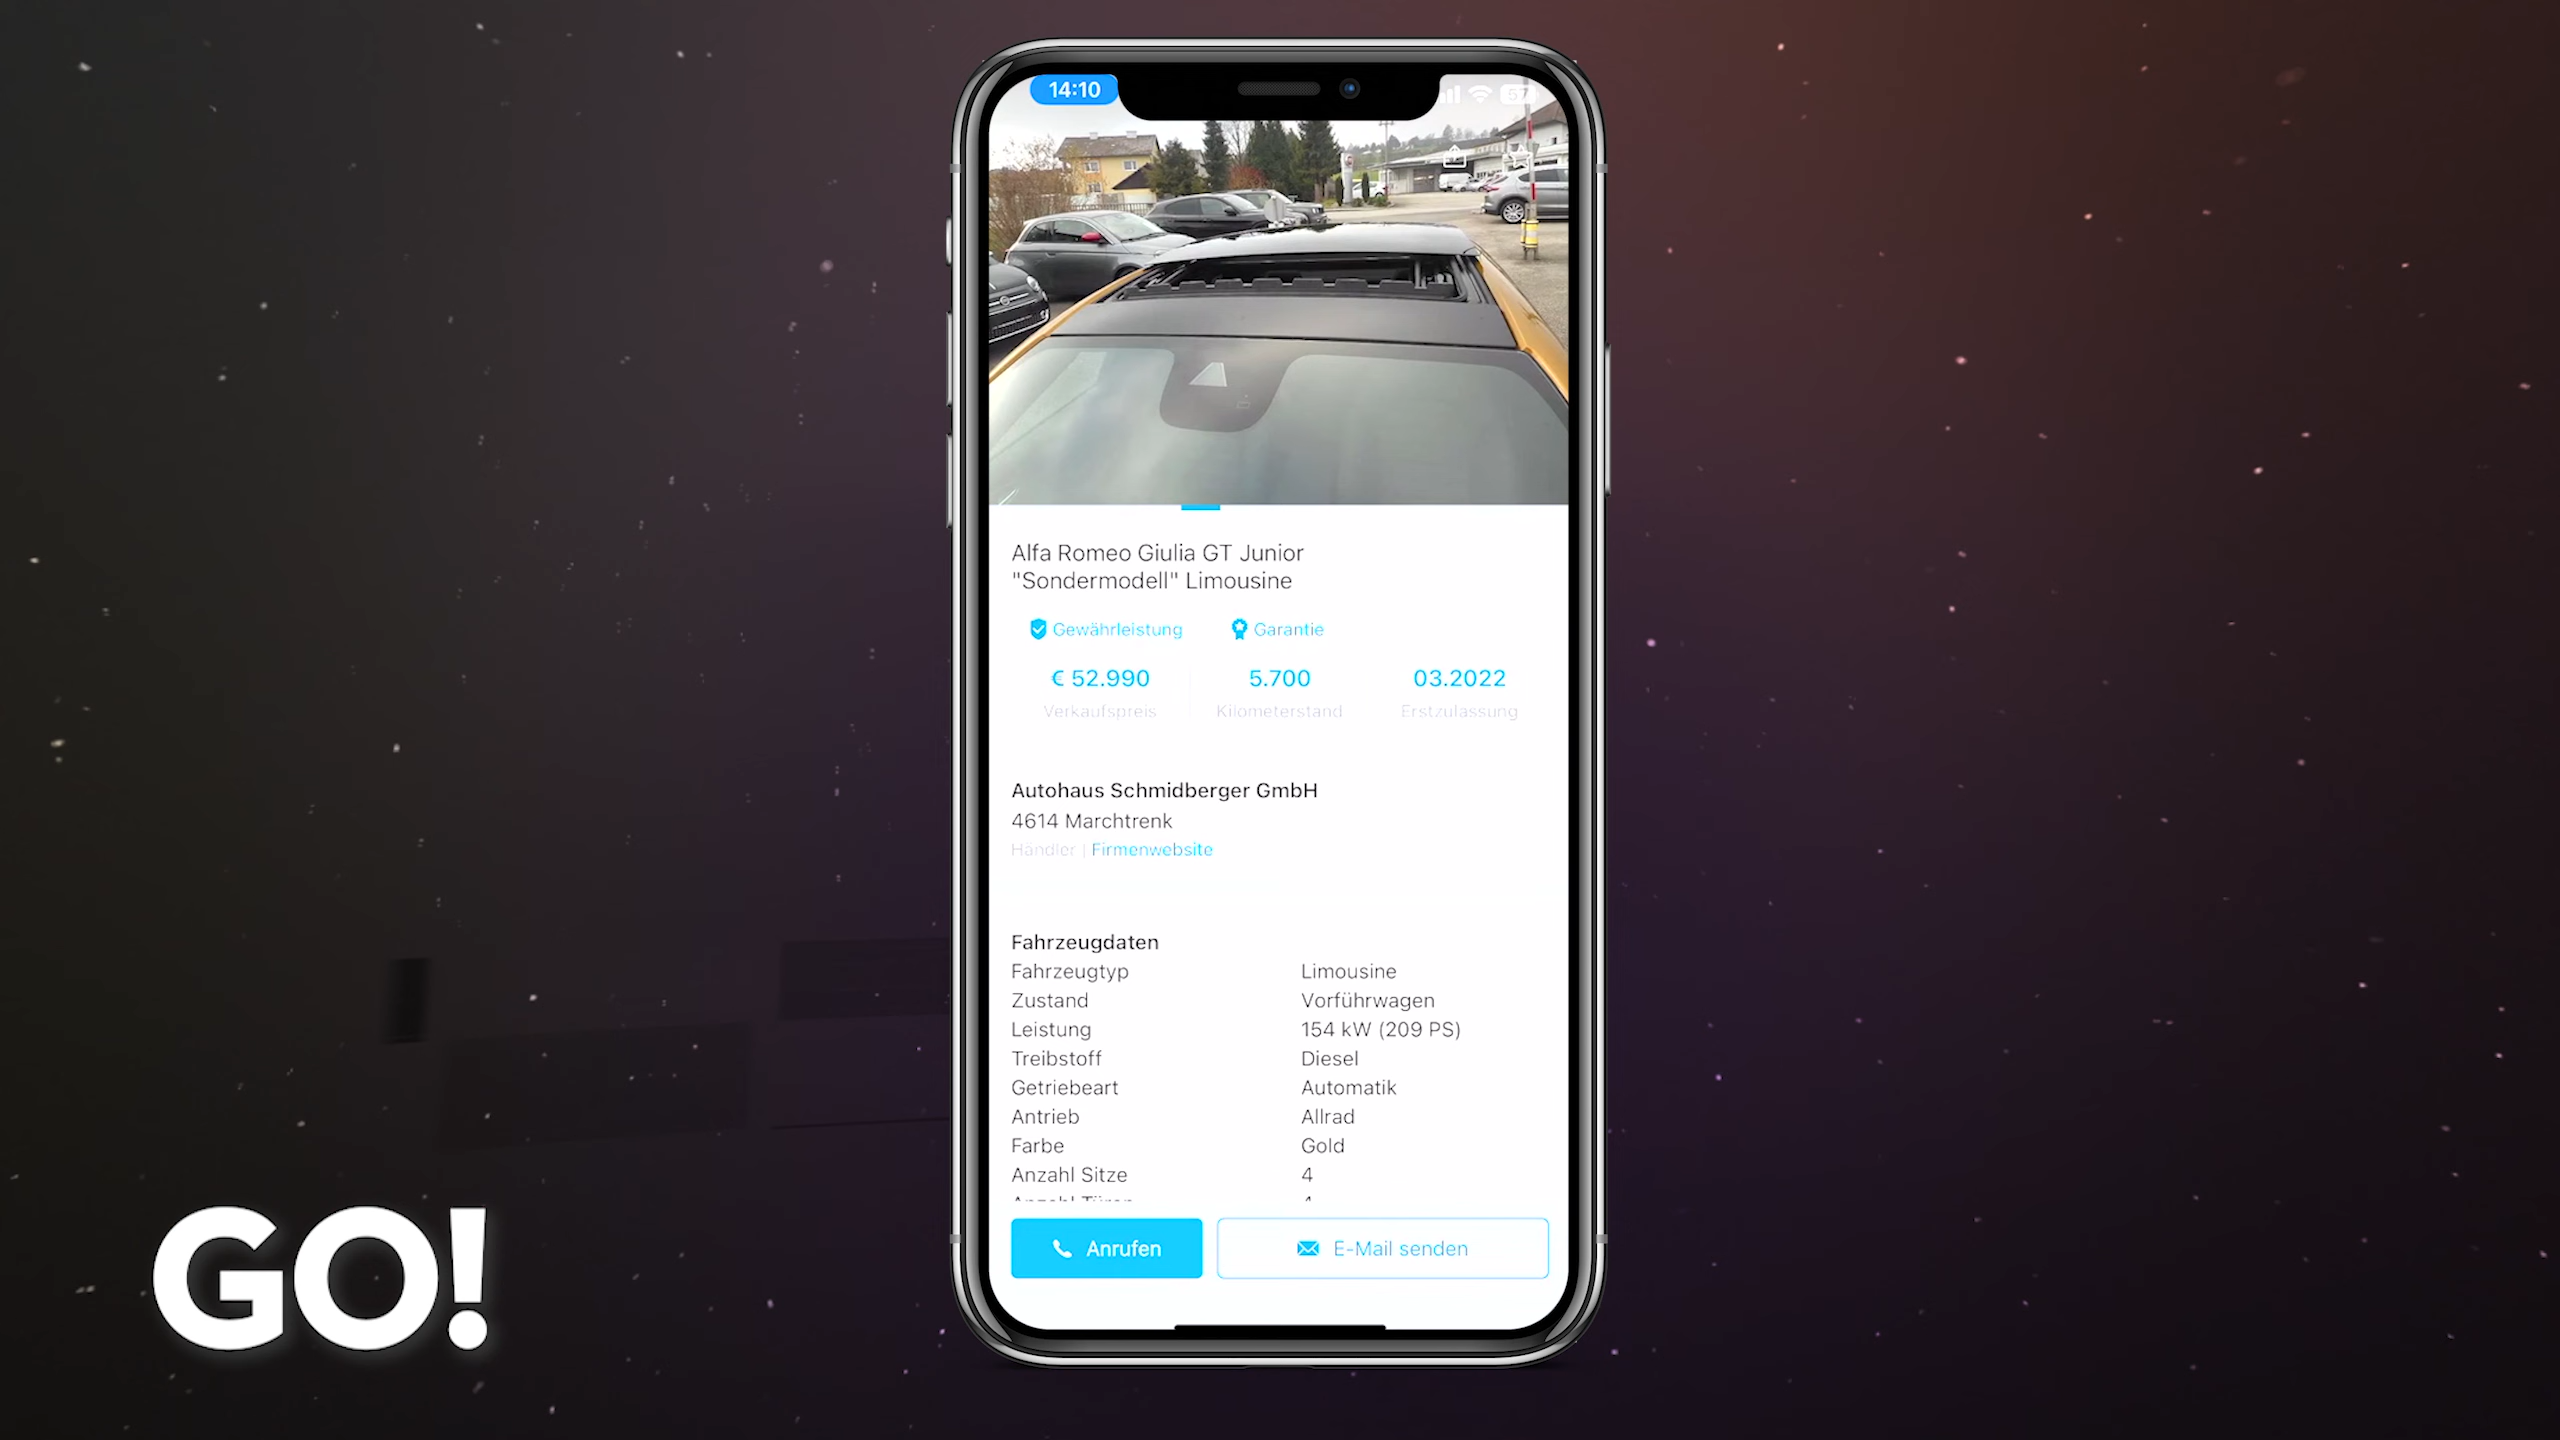 14:10
57
Alfa Romeo Giulia GT Junior
"Sondermodell" Limousine
Gewährleistung Garantie
€ 52.990 5.700 03.2022
Verkaufspreis Kilometerstand Erstzulassung
Autohaus Schmidberger GmbH
4614 Marchtrenk
Händler | Firmenwebsite
Fahrzeugdaten
Fahrzeugtyp Limousine
Zustand Vorführwagen
Leistung 154 kW (209 PS)
Treibstoff Diesel
Getriebeart Automatik
Antrieb Allrad
Farbe Gold
Anzahl Sitze 4
Anrufen E-Mail senden
GO!